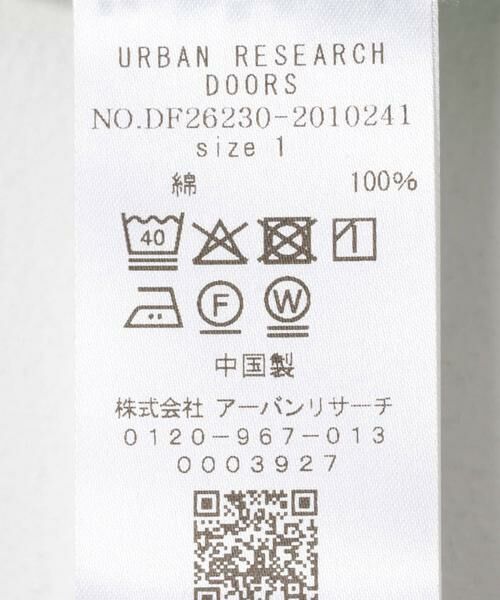 URBAN RESEARCH
DOORS
NO.DF26230-2010241
size 1
綿 100%
40
F W
中国製
株式会社 アーバンリサーチ
0120-967-013
0003927